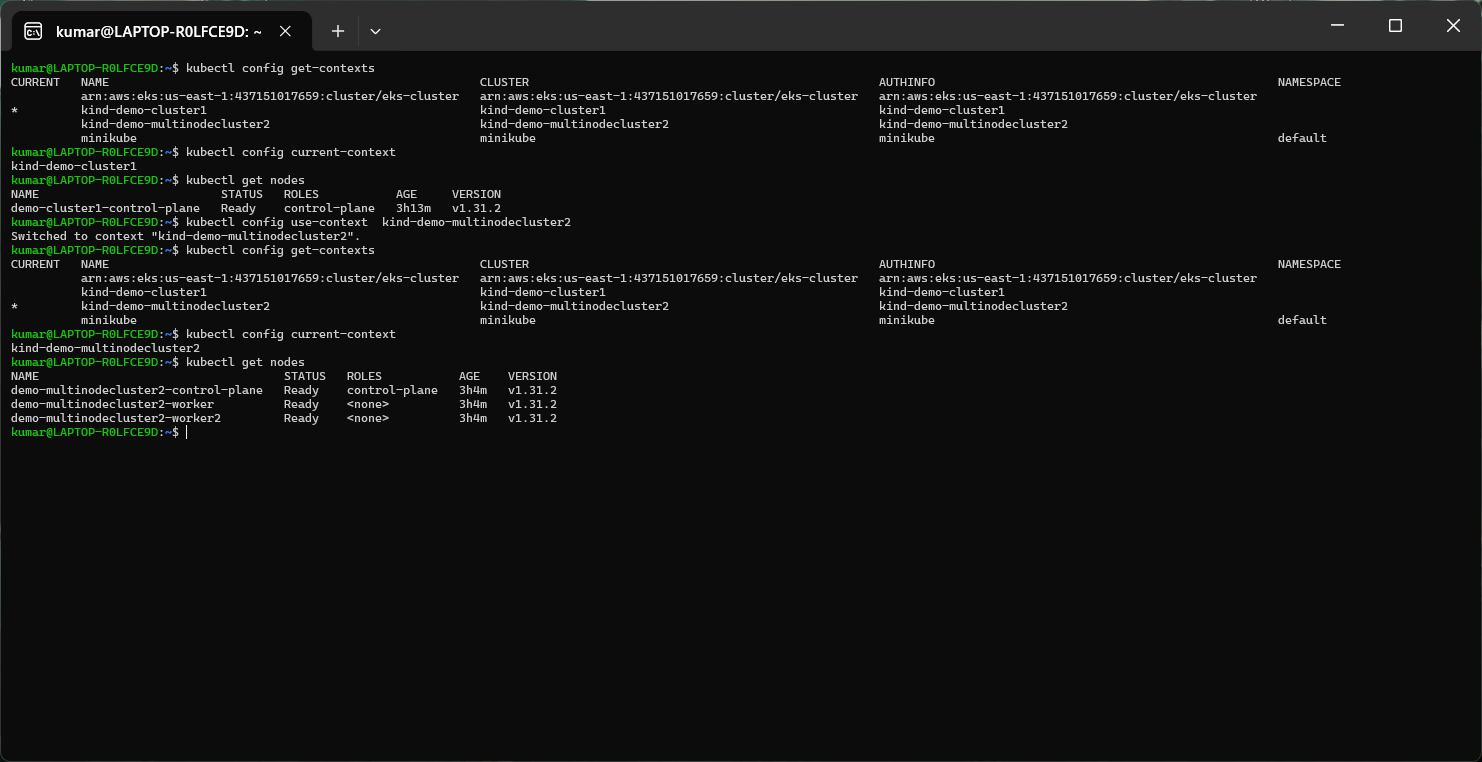 kumar@LAPTOP-R0LFCE9D: ~
kumar@LAPTOP-R0LFCE9D:~$ kubectl config get-contexts
CURRENT   NAME                                                     CLUSTER                                                  AUTHINFO                                                 NAMESPACE
          arn:aws:eks:us-east-1:437151017659:cluster/eks-cluster   arn:aws:eks:us-east-1:437151017659:cluster/eks-cluster   arn:aws:eks:us-east-1:437151017659:cluster/eks-cluster
*         kind-demo-cluster1                                       kind-demo-cluster1                                       kind-demo-cluster1
          kind-demo-multinodecluster2                              kind-demo-multinodecluster2                              kind-demo-multinodecluster2
          minikube                                                 minikube                                                 minikube                                                 default
kumar@LAPTOP-R0LFCE9D:~$ kubectl config current-context
kind-demo-cluster1
kumar@LAPTOP-R0LFCE9D:~$ kubectl get nodes
NAME                          STATUS   ROLES           AGE     VERSION
demo-cluster1-control-plane   Ready    control-plane   3h13m   v1.31.2
kumar@LAPTOP-R0LFCE9D:~$ kubectl config use-context  kind-demo-multinodecluster2
Switched to context "kind-demo-multinodecluster2".
kumar@LAPTOP-R0LFCE9D:~$ kubectl config get-contexts
CURRENT   NAME                                                     CLUSTER                                                  AUTHINFO                                                 NAMESPACE
          arn:aws:eks:us-east-1:437151017659:cluster/eks-cluster   arn:aws:eks:us-east-1:437151017659:cluster/eks-cluster   arn:aws:eks:us-east-1:437151017659:cluster/eks-cluster
          kind-demo-cluster1                                       kind-demo-cluster1                                       kind-demo-cluster1
*         kind-demo-multinodecluster2                              kind-demo-multinodecluster2                              kind-demo-multinodecluster2
          minikube                                                 minikube                                                 minikube                                                 default
kumar@LAPTOP-R0LFCE9D:~$ kubectl config current-context
kind-demo-multinodecluster2
kumar@LAPTOP-R0LFCE9D:~$ kubectl get nodes
NAME                                   STATUS   ROLES           AGE    VERSION
demo-multinodecluster2-control-plane   Ready    control-plane   3h4m   v1.31.2
demo-multinodecluster2-worker          Ready    <none>          3h4m   v1.31.2
demo-multinodecluster2-worker2         Ready    <none>          3h4m   v1.31.2
kumar@LAPTOP-R0LFCE9D:~$